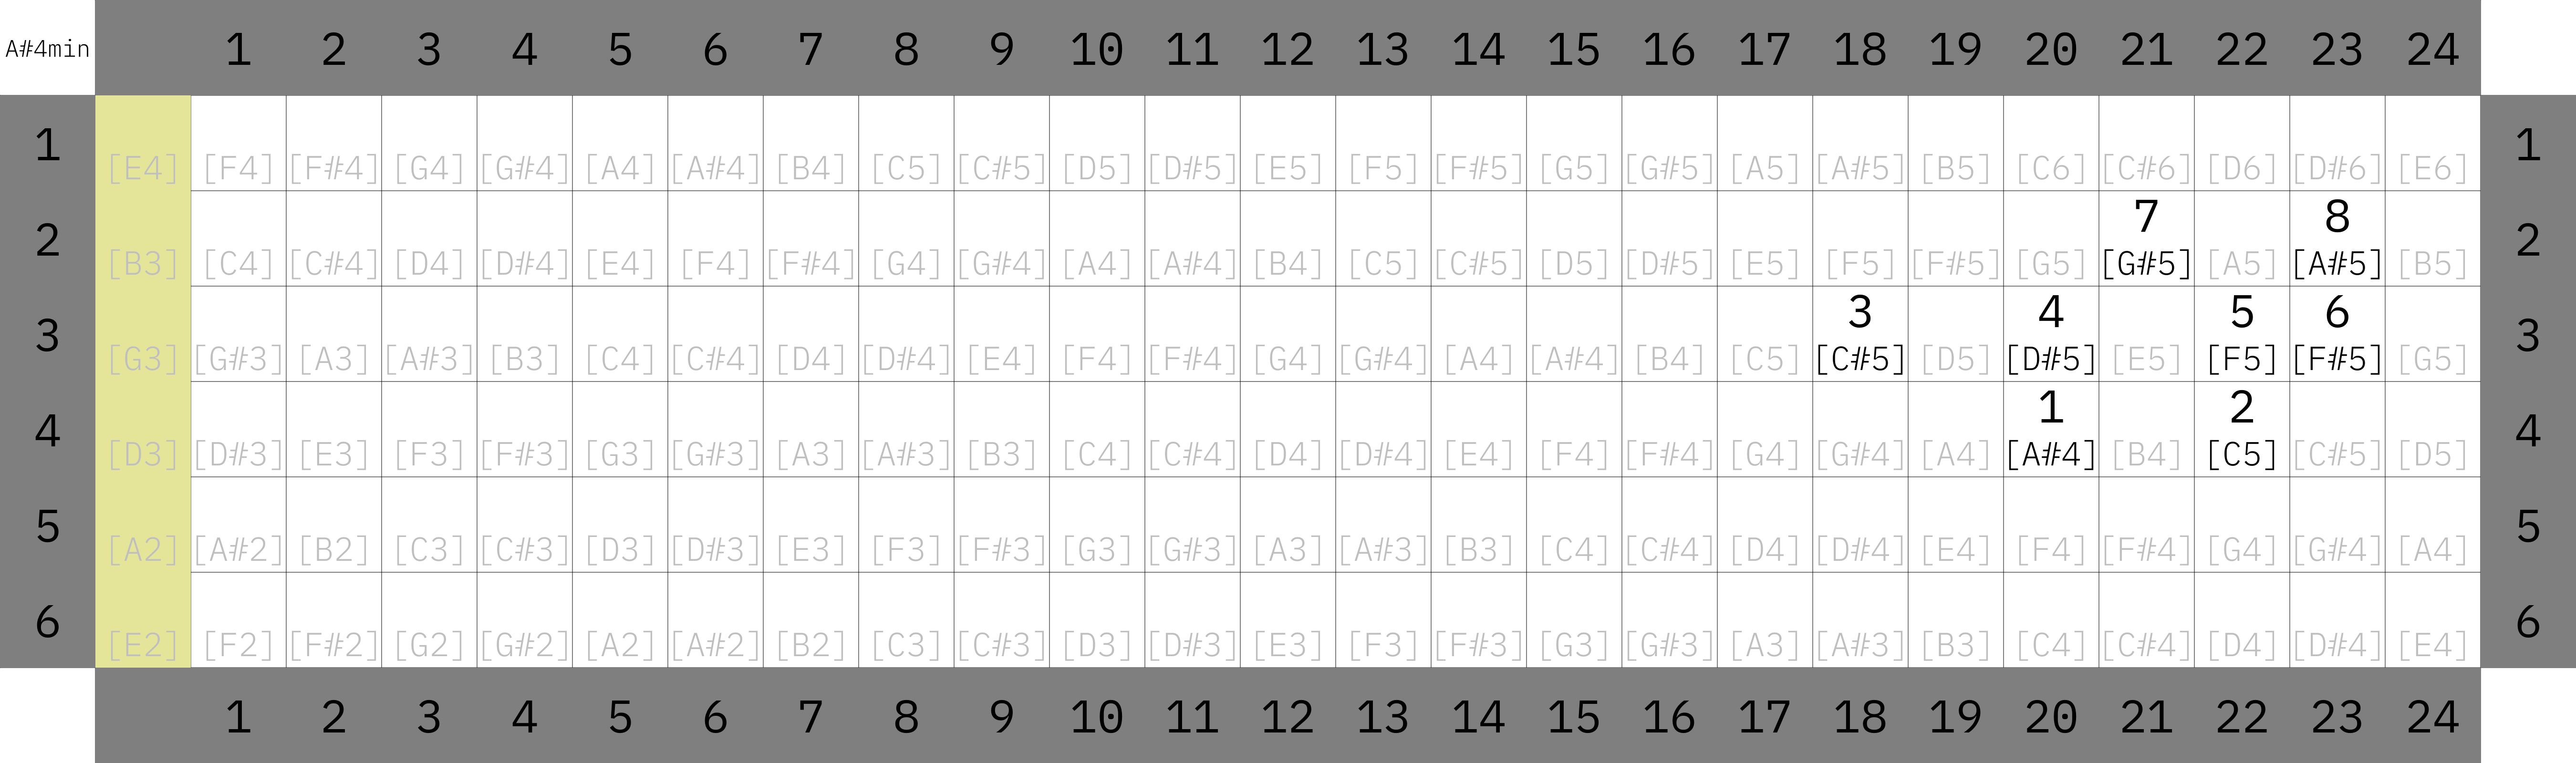 A#4min 1 2 3 4 5 6 7 8 9 10 11 12 13 14 15 16 17 18 19 20 21 22 23 24
1 [E4] [F4] [F#4] [G4] [G#4] [A4] [A#4] [B4] [C5] [C#5] [D5] [D#5] [E5] [F5] [F#5] [G5] [G#5] [A5] [A#5] [B5] [C6] [C#6] [D6] [D#6] [E6] 1
7 8
2 [B3] [C4] [C#4] [D4] [D#4] [E4] [F4] [F#4] [G4] [G#4] [A4] [A#4] [B4] [C5] [C#5] [D5] [D#5] [E5] [F5] [F#5] [G5] [G#5] [A5] [A#5] [B5] 2
3 4 5 6
3 [G3] [G#3] [A3] [A#3] [B3] [C4] [C#4] [D4] [D#4] [E4] [F4] [F#4] [G4] [G#4] [A4] [A#4] [B4] [C5] [C#5] [D5] [D#5] [E5] [F5] [F#5] [G5] 3
1 2
4 [D3] [D#3] [E3] [F3] [F#3] [G3] [G#3] [A3] [A#3] [B3] [C4] [C#4] [D4] [D#4] [E4] [F4] [F#4] [G4] [G#4] [A4] [A#4] [B4] [C5] [C#5] [D5] 4
5 [A2] [A#2] [B2] [C3] [C#3] [D3] [D#3] [E3] [F3] [F#3] [G3] [G#3] [A3] [A#3] [B3] [C4] [C#4] [D4] [D#4] [E4] [F4] [F#4] [G4] [G#4] [A4] 5
6 [E2] [F2] [F#2] [G2] [G#2] [A2] [A#2] [B2] [C3] [C#3] [D3] [D#3] [E3] [F3] [F#3] [G3] [G#3] [A3] [A#3] [B3] [C4] [C#4] [D4] [D#4] [E4] 6
1 2 3 4 5 6 7 8 9 10 11 12 13 14 15 16 17 18 19 20 21 22 23 24